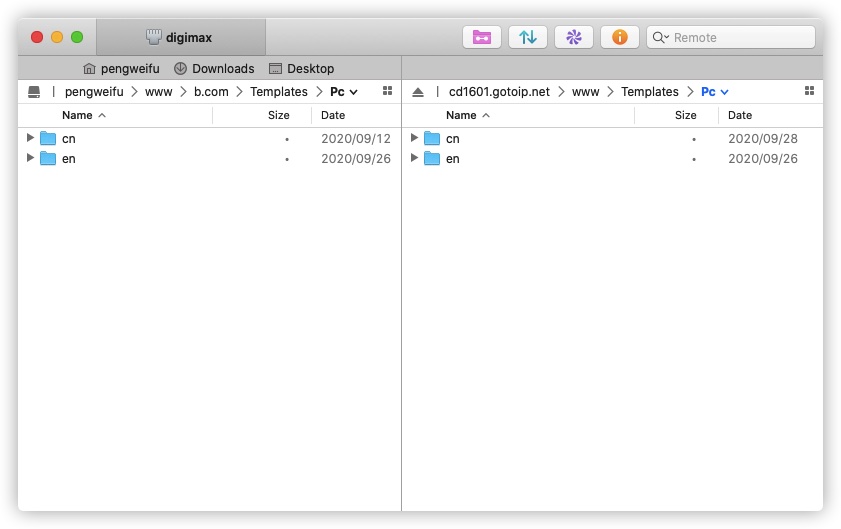 digimax
Remote
pengweifu Downloads Desktop
pengweifu www b.com Templates Pc
cd1601.gotoip.net www Templates Pc
Name Size Date
cn 2020/09/12
en 2020/09/26
Name Size Date
cn 2020/09/28
en 2020/09/26